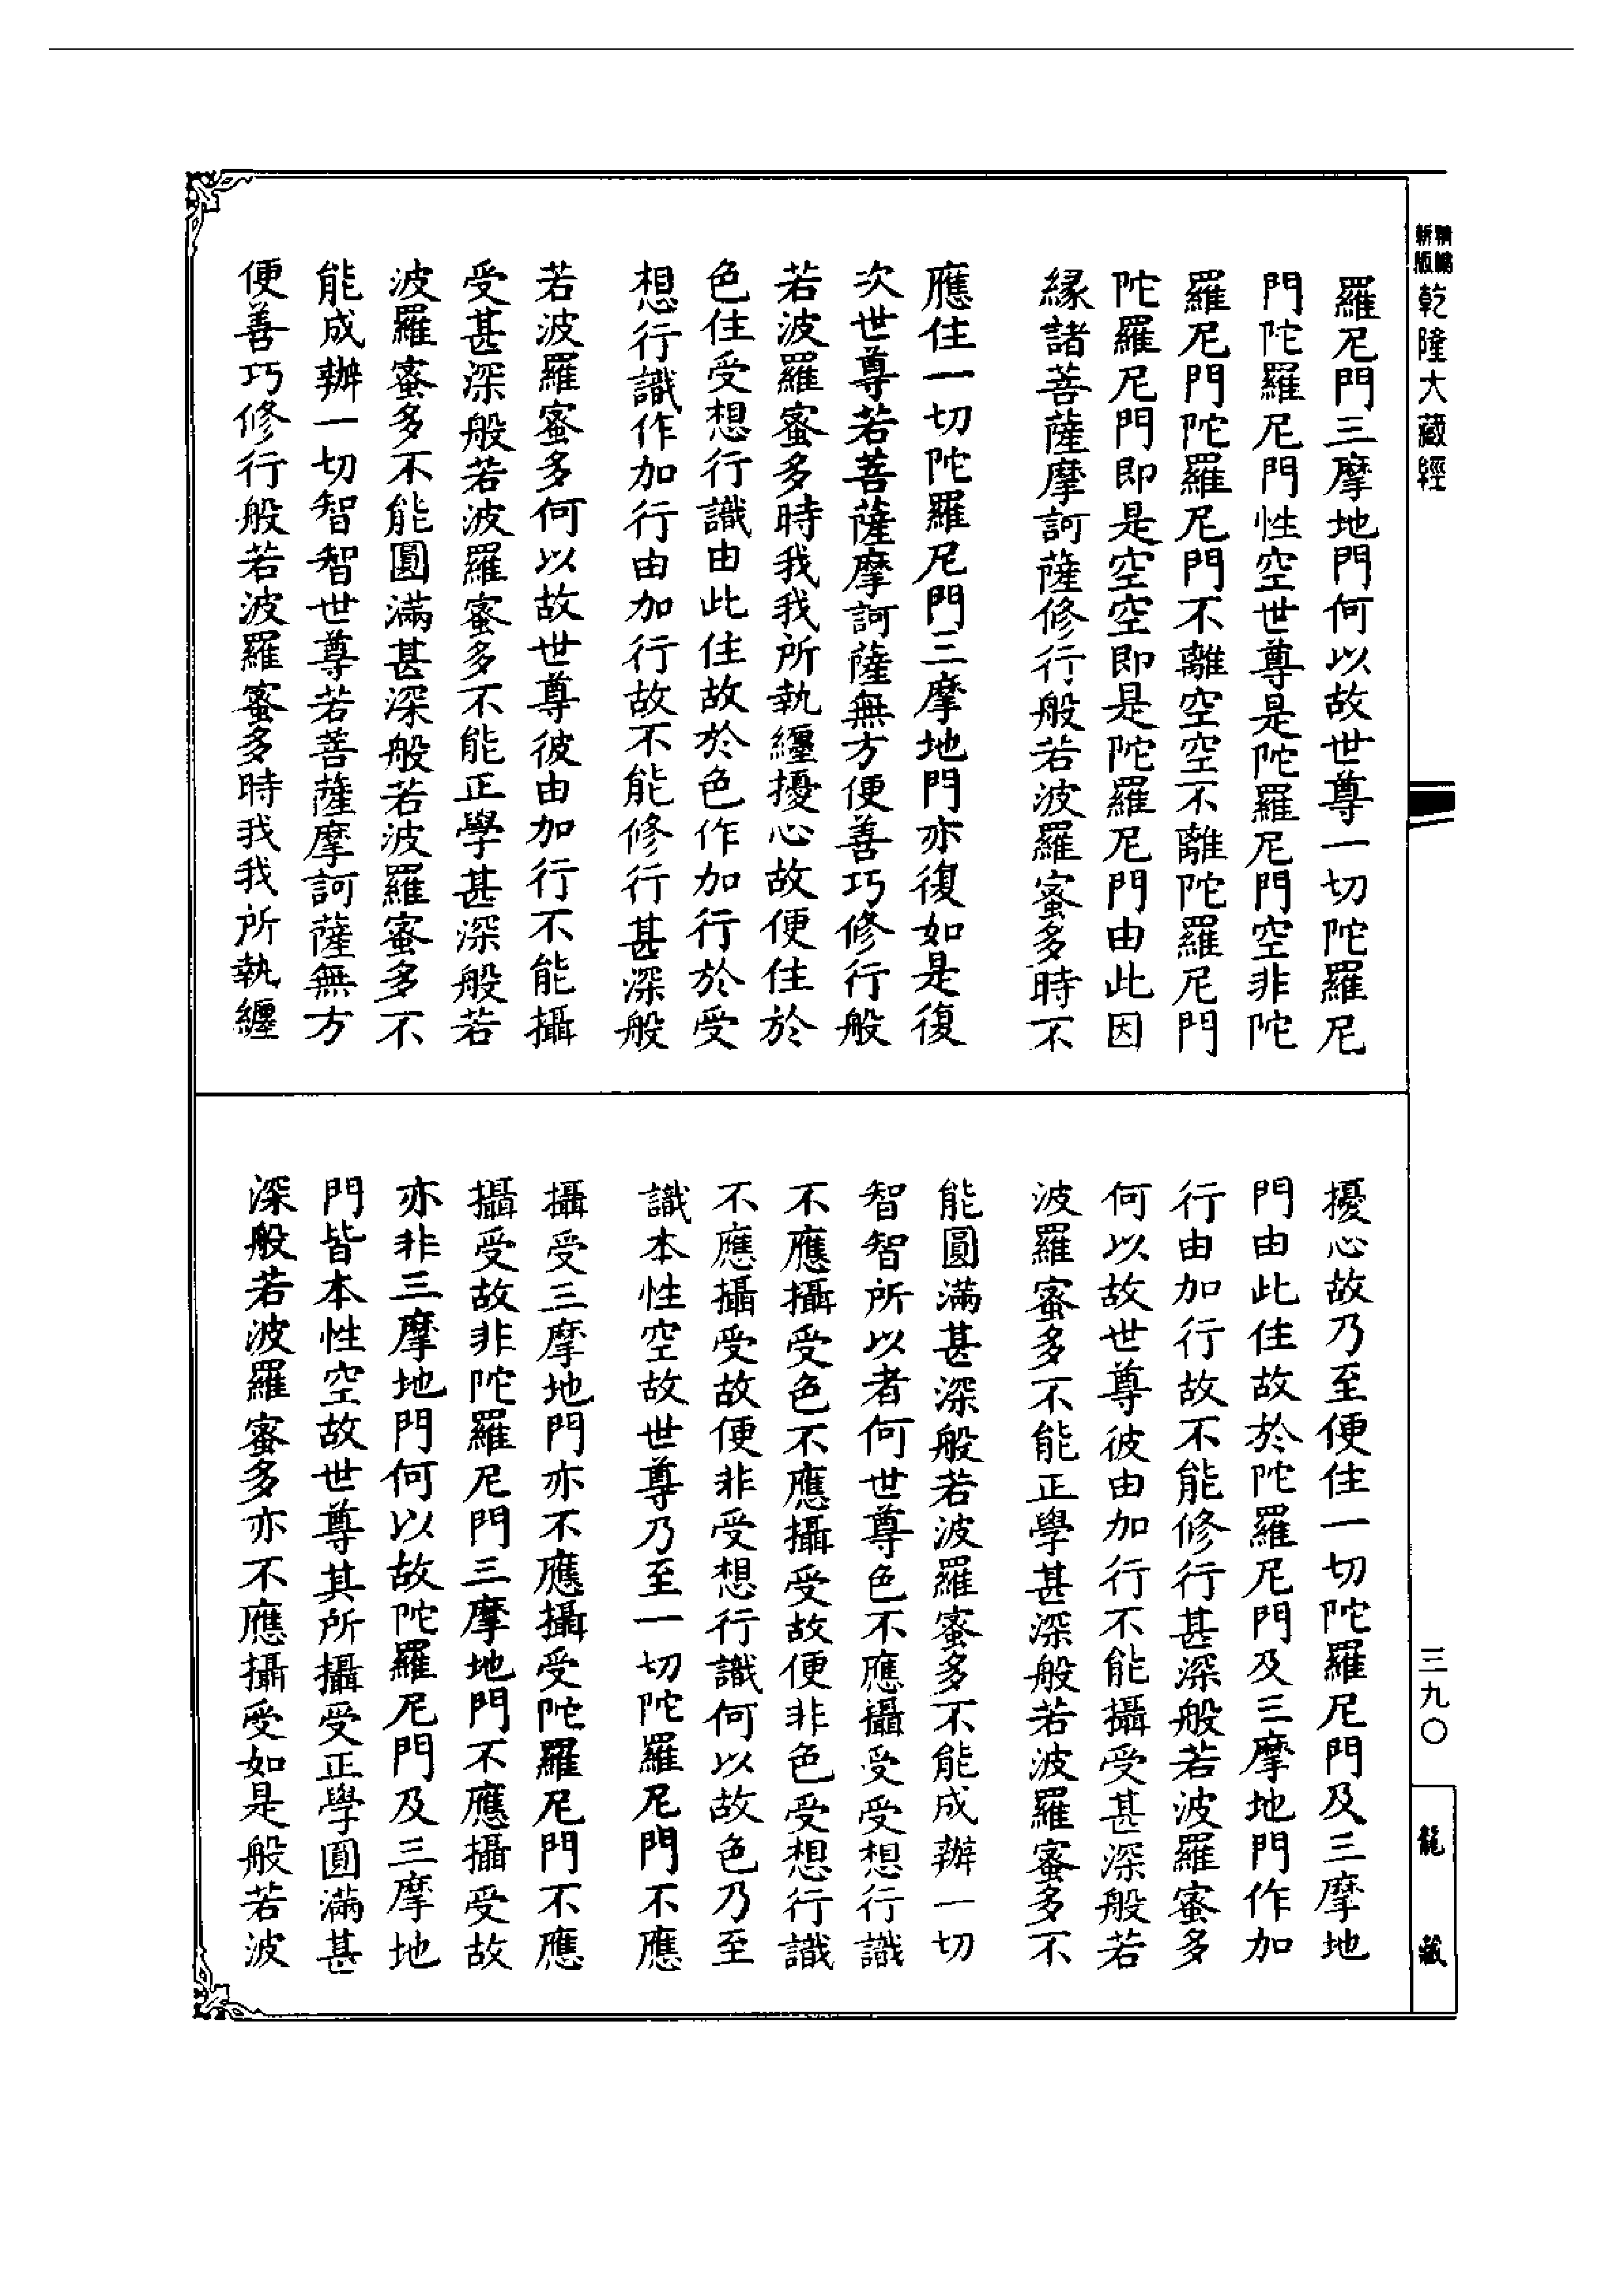 精編
新版
乾隆大藏經
羅尼門三摩地門何以故世尊一切陀羅尼
門陀羅尼門性空世尊是陀羅尼門空非陀
羅尼門陀羅尼門不離空空不離陀羅尼門
陀羅尼門即是空空即是陀羅尼門由此因
緣諸菩薩摩訶薩修行般若波羅蜜多時不
應住一切陀羅尼門三摩地門亦復如是復
次世尊若菩薩摩訶薩無方便善巧修行般
若波羅蜜多時我我所執纏擾心故便住於
色住受想行識由此住故於色作加行於受
想行識作加行由加行故不能修行甚深般
若波羅蜜多何以故世尊彼由加行不能攝
受甚深般若波羅蜜多不能正學甚深般若
波羅蜜多不能圓滿甚深般若波羅蜜多不
能成辦一切智智世尊若菩薩摩訶薩無方
便善巧修行般若波羅蜜多時我我所執纏
擾心故乃至便住一切陀羅尼門及三摩地
門由此住故於陀羅尼門及三摩地門作加
行由加行故不能修行甚深般若波羅蜜多
何以故世尊彼由加行不能攝受甚深般若
波羅蜜多不能正學甚深般若波羅蜜多不
能圓滿甚深般若波羅蜜多不能成辦一切
智智所以者何世尊色不應攝受受想行識
不應攝受色不應攝受故便非色受想行識
不應攝受故便非受想行識何以故色乃至
識本性空故世尊乃至一切陀羅尼門不應
攝受三摩地門亦不應攝受陀羅尼門不應
攝受故非陀羅尼門三摩地門不應攝受故
亦非三摩地門何以故陀羅尼門及三摩地
門皆本性空故世尊其所攝受正學圓滿甚
深般若波羅蜜多亦不應攝受如是般若波
三九〇
龍藏